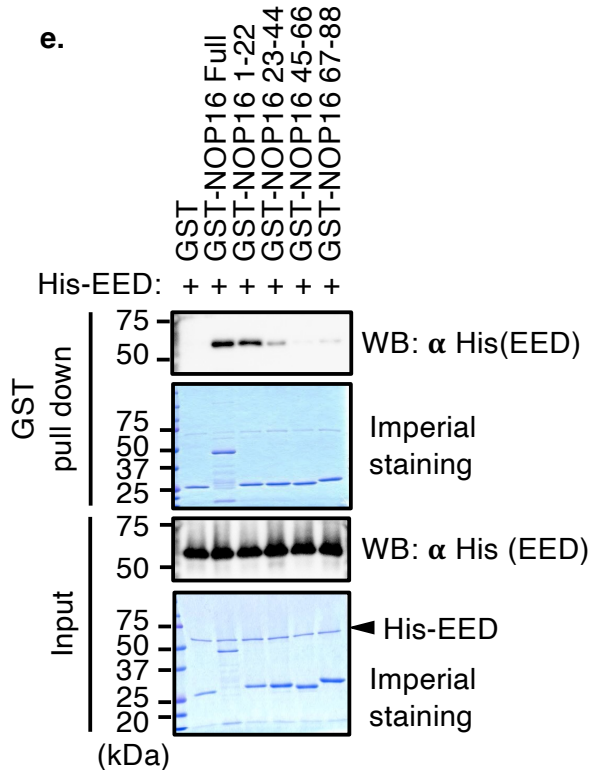 e.
GST
GST-NOP16 Full
GST-NOP16 1-22
GST-NOP16 23-44
GST-NOP16 45-66
GST-NOP16 67-88
His-EED: + + + + + +
GST
pull down
75
50
WB: α His(EED)
75
50
37
25
Imperial
staining
Input
75
50
WB: α His (EED)
75
50
37
25
20
His-EED
Imperial
staining
(kDa)